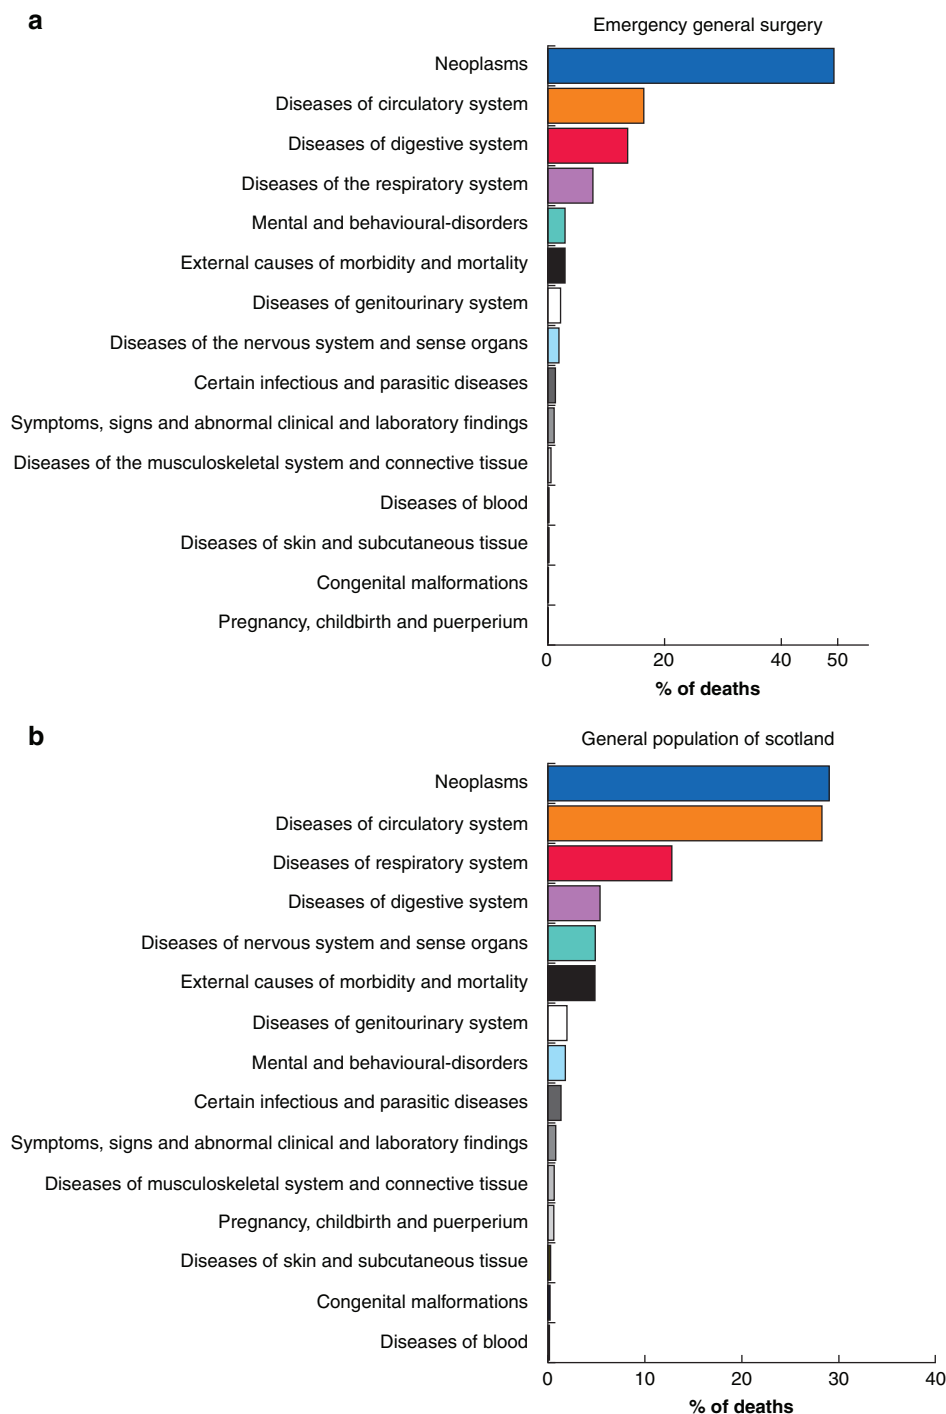 a
Emergency general surgery
Neoplasms
Diseases of circulatory system
Diseases of digestive system
Diseases of the respiratory system
Mental and behavioural-disorders
External causes of morbidity and mortality
Diseases of genitourinary system
Diseases of the nervous system and sense organs
Certain infectious and parasitic diseases
Symptoms, signs and abnormal clinical and laboratory findings
Diseases of the musculoskeletal system and connective tissue
Diseases of blood
Diseases of skin and subcutaneous tissue
Congenital malformations
Pregnancy, childbirth and puerperium
0 20 40 50
% of deaths
b
General population of scotland
Neoplasms
Diseases of circulatory system
Diseases of respiratory system
Diseases of digestive system
Diseases of nervous system and sense organs
External causes of morbidity and mortality
Diseases of genitourinary system
Mental and behavioural-disorders
Certain infectious and parasitic diseases
Symptoms, signs and abnormal clinical and laboratory findings
Diseases of musculoskeletal system and connective tissue
Pregnancy, childbirth and puerperium
Diseases of skin and subcutaneous tissue
Congenital malformations
Diseases of blood
0 10 20 30 40
% of deaths